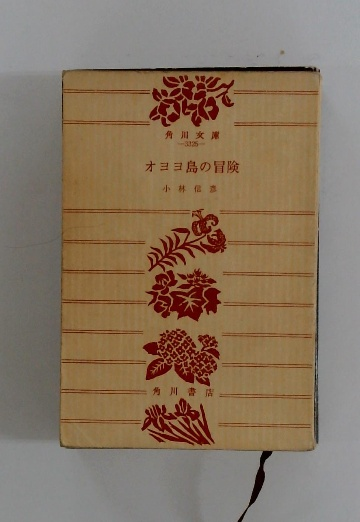 角川文庫
—3226—
オヨヨ島の冒険
小林信彦
角川書店